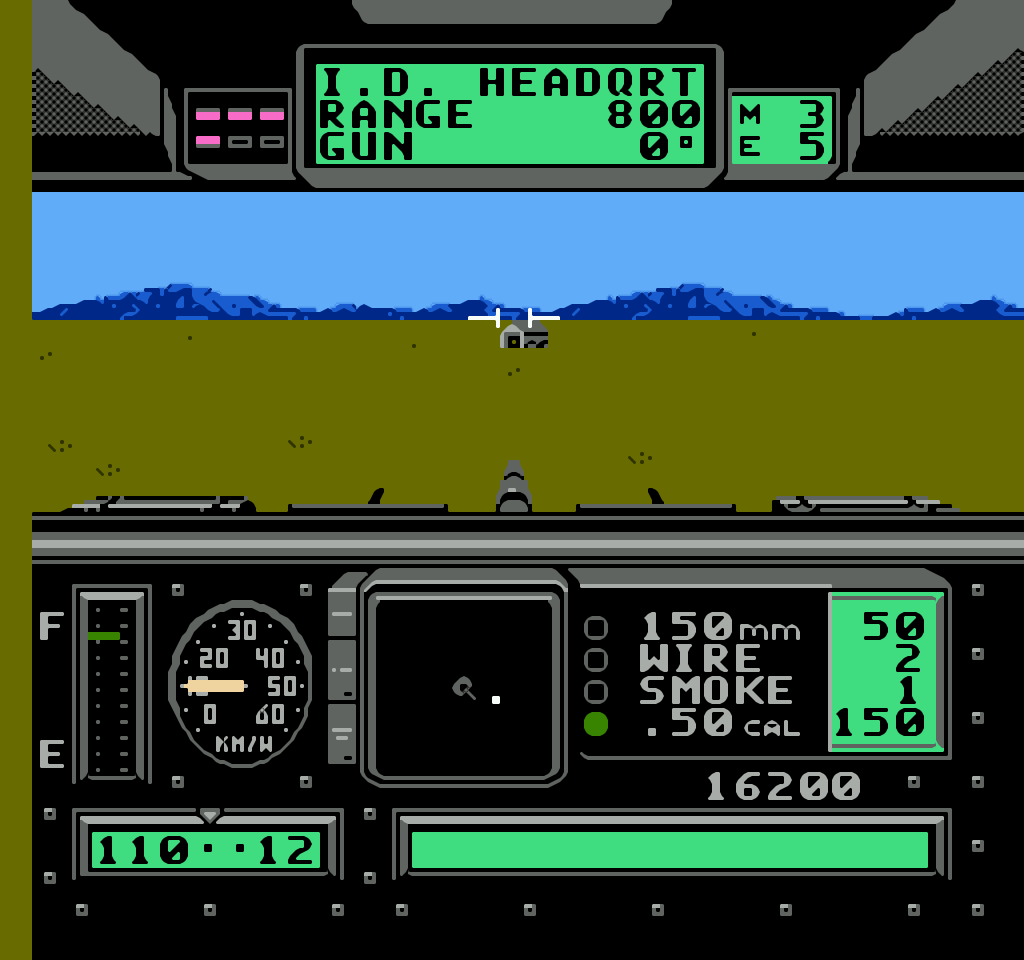 I.D. HEADQRT
RANGE 800
GUN 0°
M 3
E 5
F
E
30
20 40
10 50
0 60
KM/W
150mm 50
WIRE 2
SMOKE 1
.50 CAL 150
16200
110··12